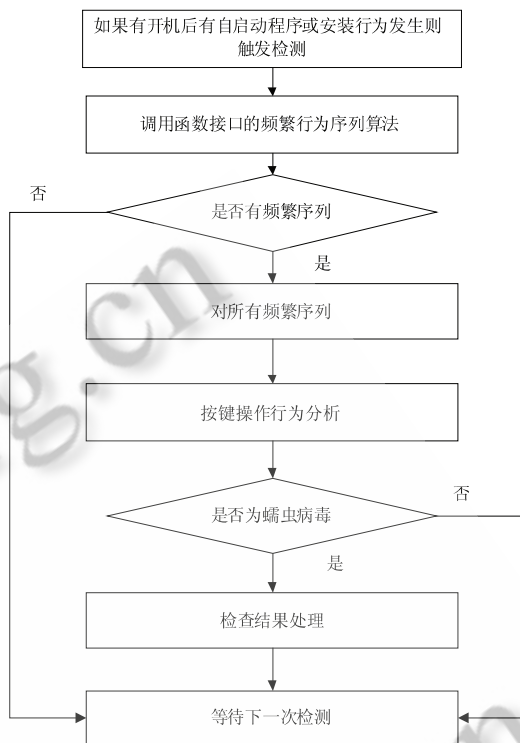 如果有开机后有自启动程序或安装行为发生则
触发检测
调用函数接口的频繁行为序列算法
否
是否有频繁序列
是
对所有频繁序列
按键操作行为分析
否
是否为蠕虫病毒
是
检查结果处理
等待下一次检测
g.cn